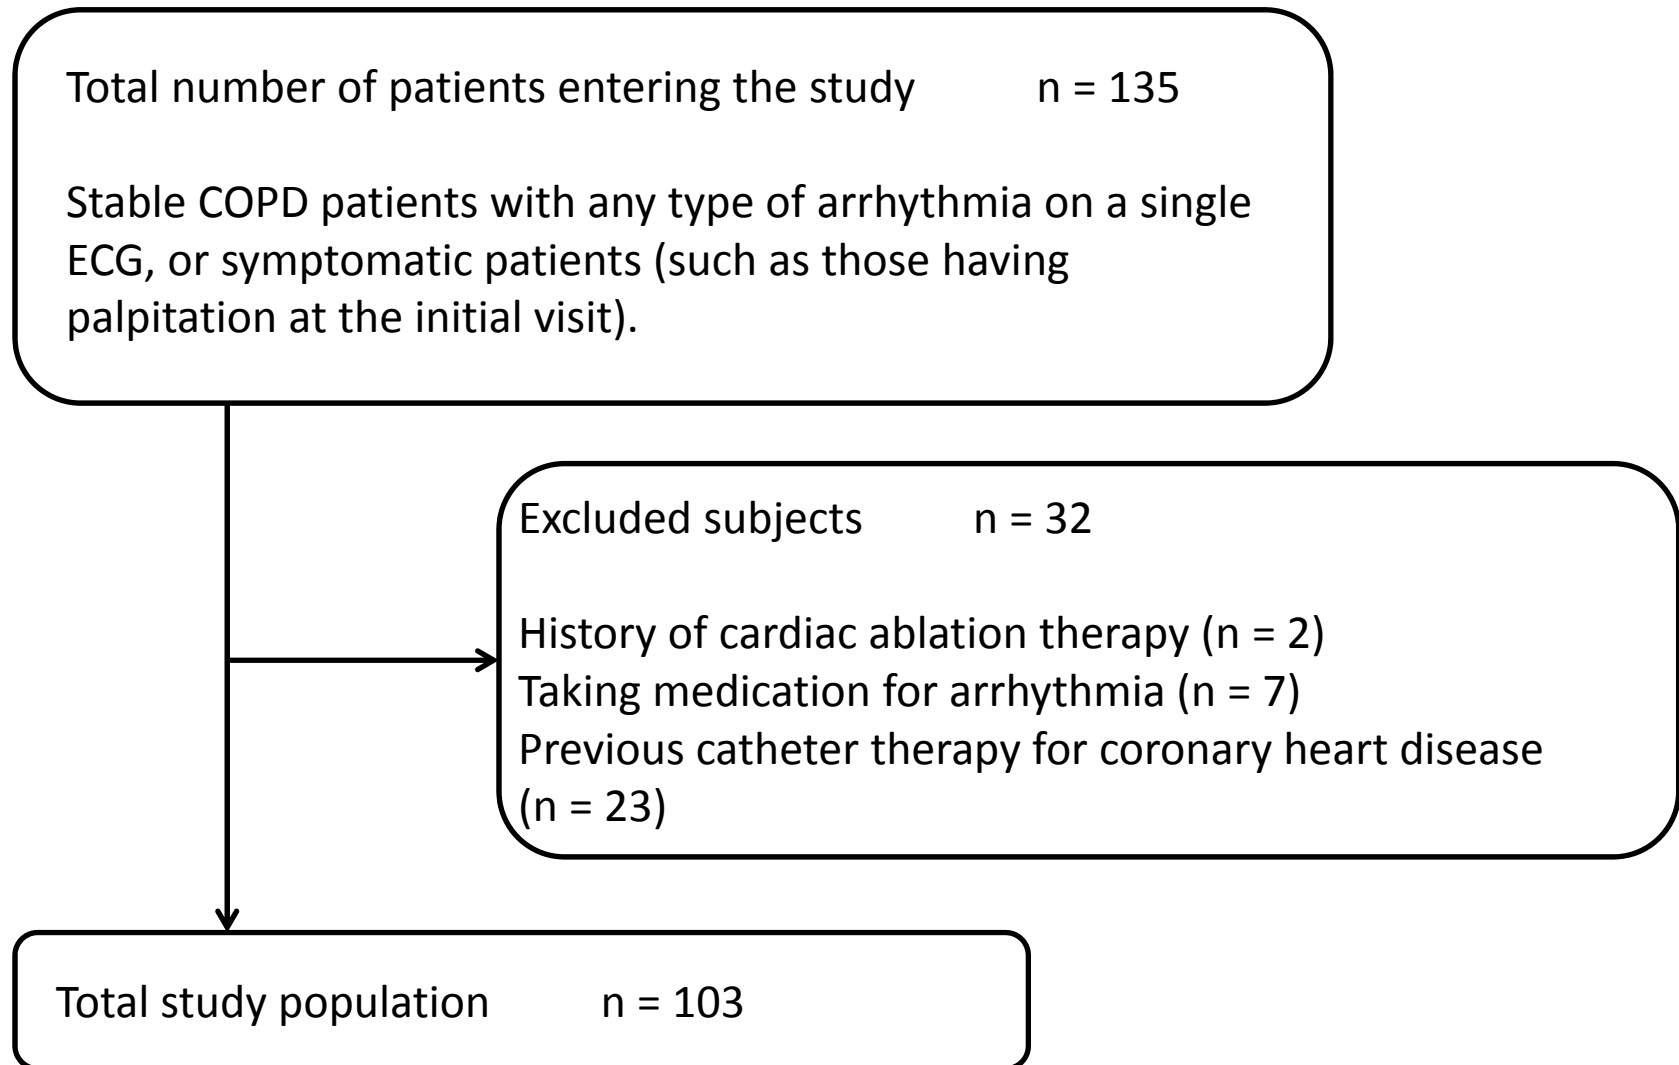 Total number of patients entering the study n = 135
Stable COPD patients with any type of arrhythmia on a single
ECG, or symptomatic patients (such as those having
palpitation at the initial visit).
Excluded subjects n = 32
History of cardiac ablation therapy (n = 2)
Taking medication for arrhythmia (n = 7)
Previous catheter therapy for coronary heart disease
(n = 23)
Total study population n = 103